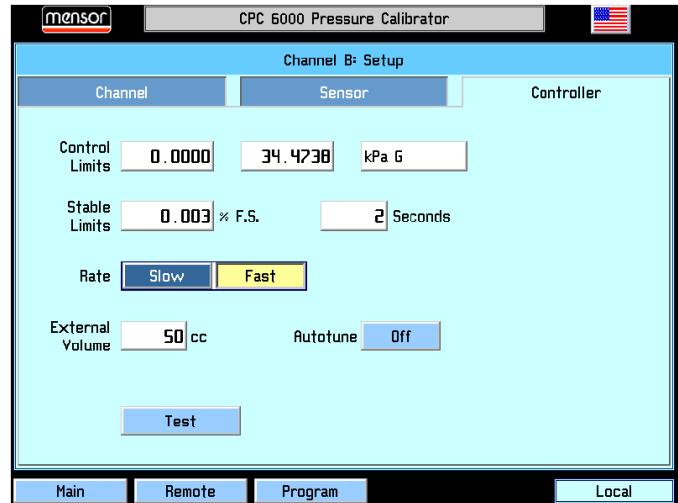 mensor CPC 6000 Pressure Calibrator
Channel B: Setup
Channel Sensor Controller
Control Limits 0.0000 34.4738 kPa G
Stable Limits 0.003 % F.S. 2 Seconds
Rate Slow Fast
External Volume 50 cc Autotune Off
Test
Main Remote Program Local